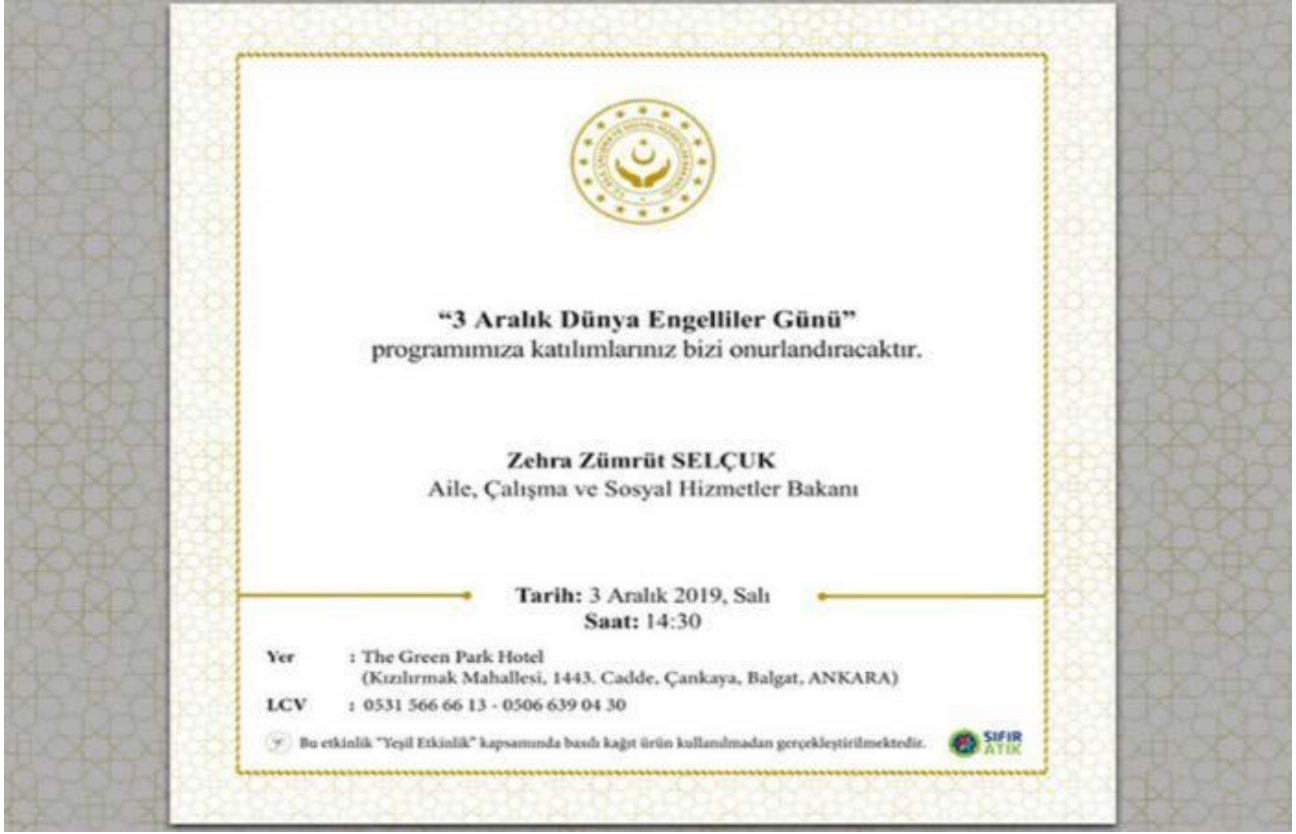 “3 Aralık Dünya Engelliler Günü”
programımıza katılımlarınız bizi onurlandıracaktır.
Zehra Zümrüt SELÇUK
Aile, Çalışma ve Sosyal Hizmetler Bakanı
Tarih: 3 Aralık 2019, Salı
Saat: 14:30
Yer : The Green Park Hotel
(Kızılırmak Mahallesi, 1443. Cadde, Çankaya, Balgat, ANKARA)
LCV : 0531 566 66 13 - 0506 639 04 30
Bu etkinlik “Yeşil Etkinlik” kapsamında basılı kağıt ürün kullanılmadan gerçekleştirilmektedir.
SIFIR
ATIK